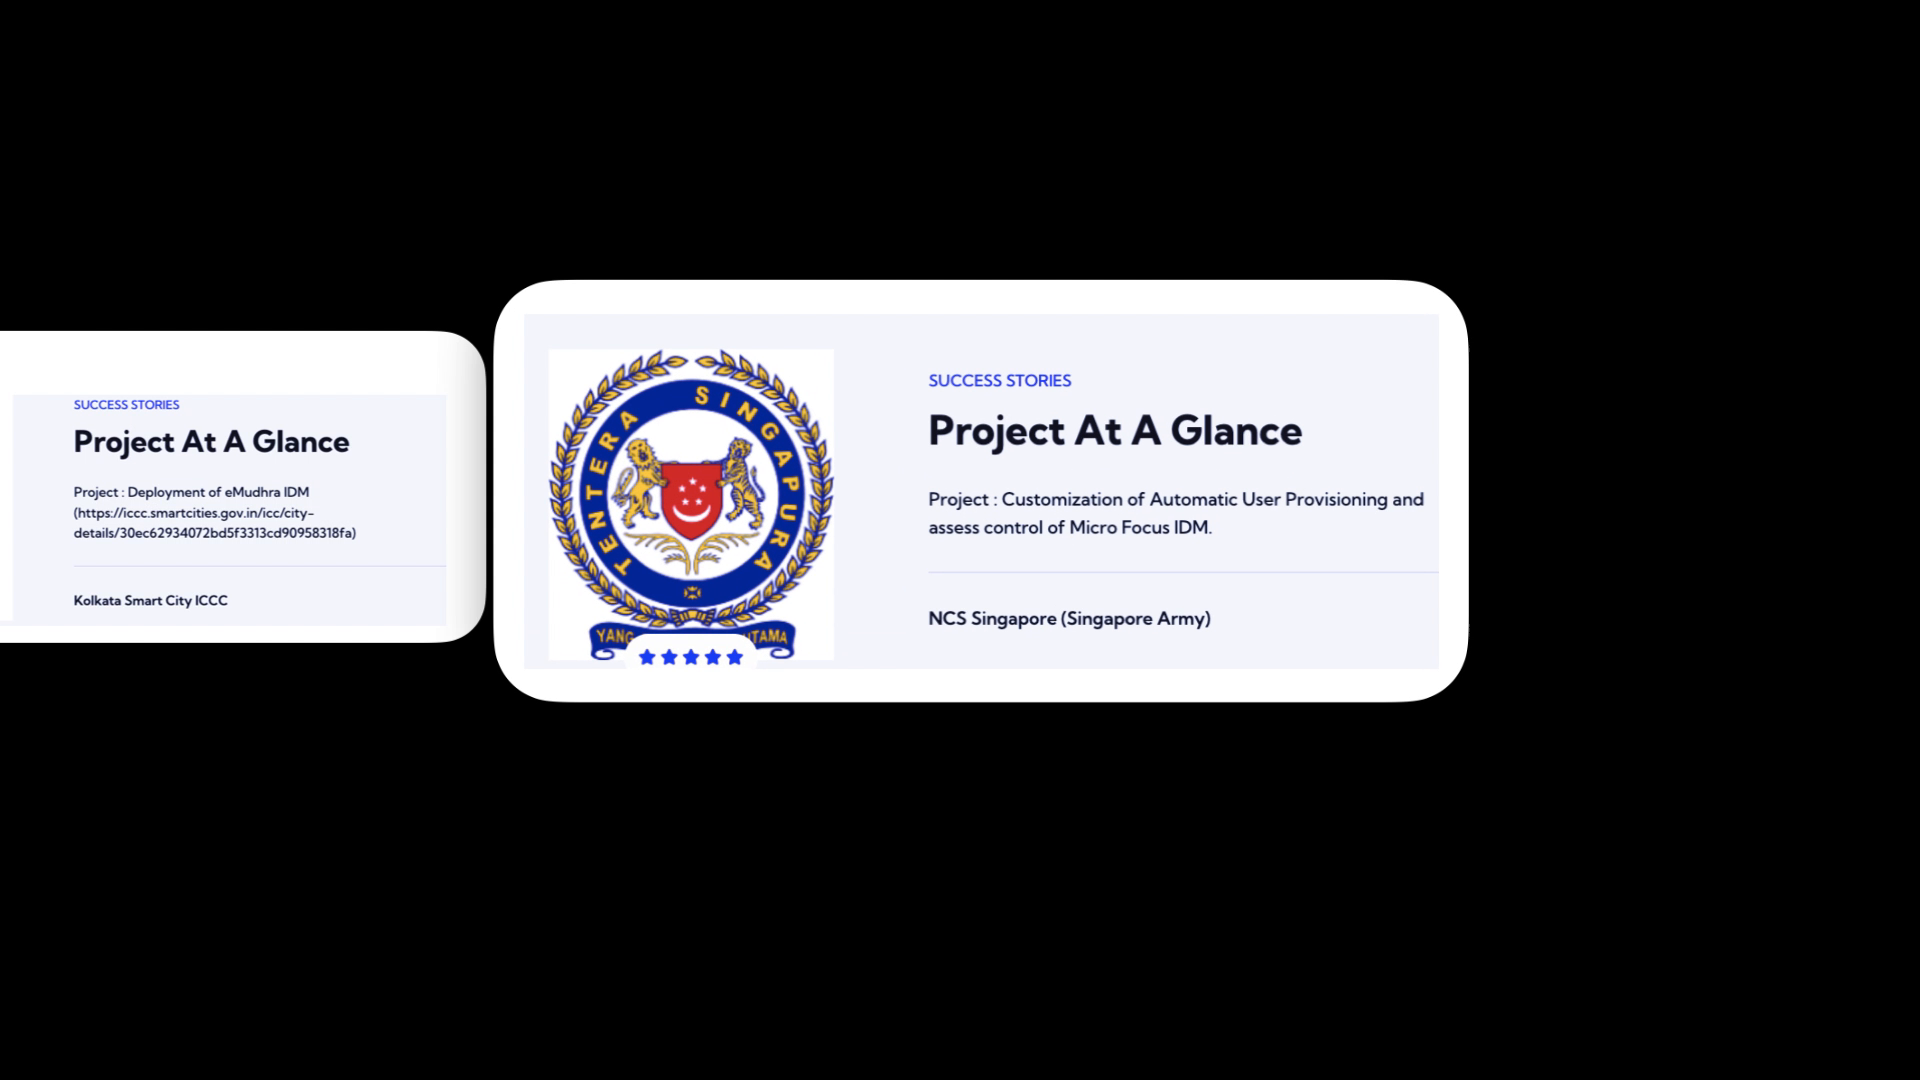 SUCCESS STORIES
Project At A Glance
Project : Deployment of eMudhra IDM
(https://iccc.smartcities.gov.in/icc/city-
details/30ec62934072bd5f3313cd90958318fa)
Kolkata Smart City ICCC
TENTERA SINGAPURA
YANG UTAMA
SUCCESS STORIES
Project At A Glance
Project : Customization of Automatic User Provisioning and
assess control of Micro Focus IDM.
NCS Singapore (Singapore Army)